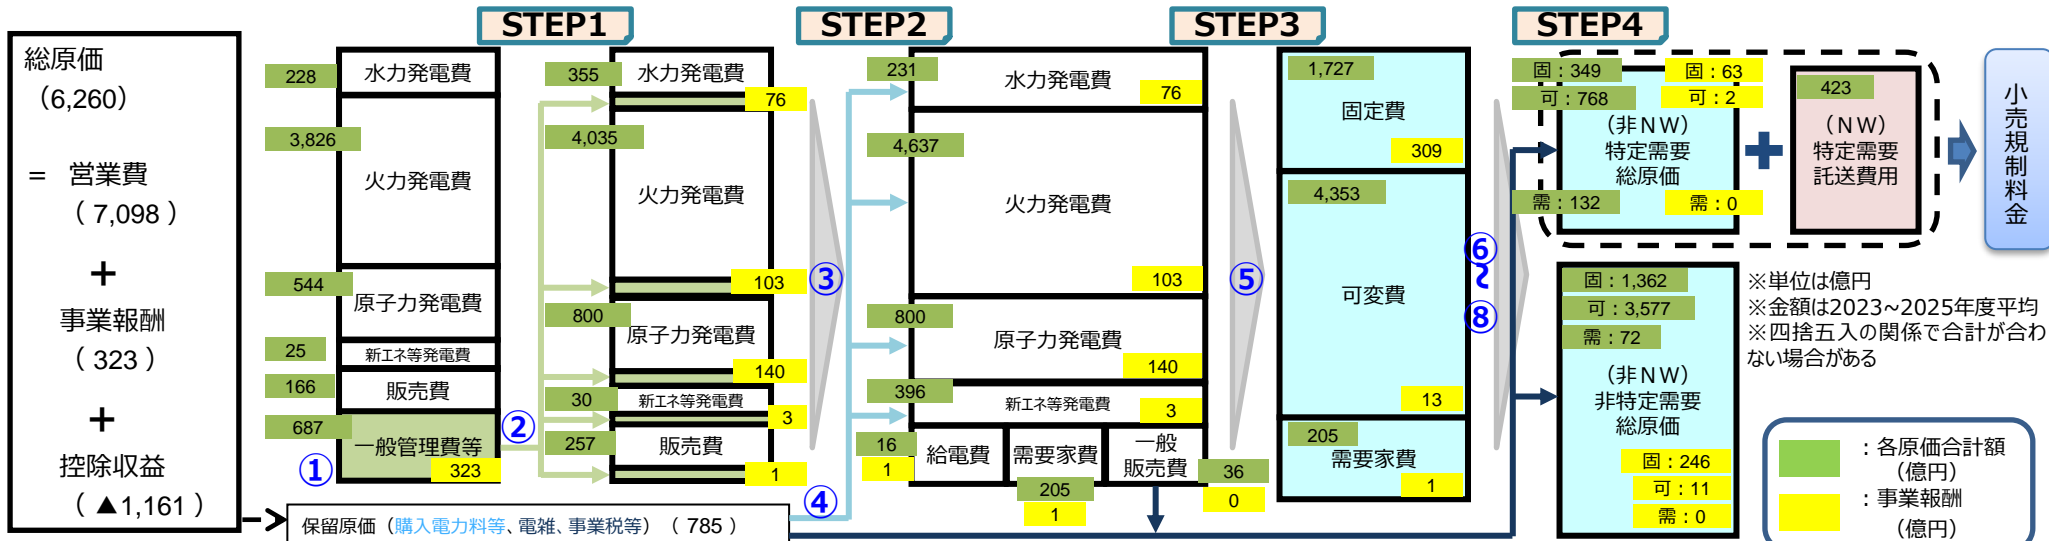 STEP1
STEP2
STEP3
STEP4
総原価
（6,260）
＝ 営業費
（ 7,098 ）
＋
事業報酬
（ 323 ）
＋
控除収益
（ ▲1,161 ）
228
水力発電費
3,826
火力発電費
544
原子力発電費
25
新エネ等発電費
166
販売費
687
一般管理費等
323
①
②
355
水力発電費
76
4,035
火力発電費
103
800
原子力発電費
140
30
新エネ等発電費
3
257
販売費
1
③
④
保留原価（購入電力料等、電雑、事業税等）（ 785 ）
231
水力発電費
76
4,637
火力発電費
103
800
原子力発電費
140
396
新エネ等発電費
3
16
1
給電費
需要家費
205
1
一般
販売費
36
0
⑤
1,727
固定費
309
4,353
可変費
13
205
需要家費
1
⑥
～
⑧
固：349
固：63
可：768
可：2
（非ＮＷ）
特定需要
総原価
需：132
需：0
＋
423
（ＮＷ）
特定需要
託送費用
小売規制料金
固：1,362
可：3,577
需：72
（非ＮＷ）
非特定需要
総原価
固：246
可：11
需：0
※単位は億円
※金額は2023~2025年度平均
※四捨五入の関係で合計が合わ
ない場合がある
：各原価合計額
（億円）
：事業報酬
（億円）